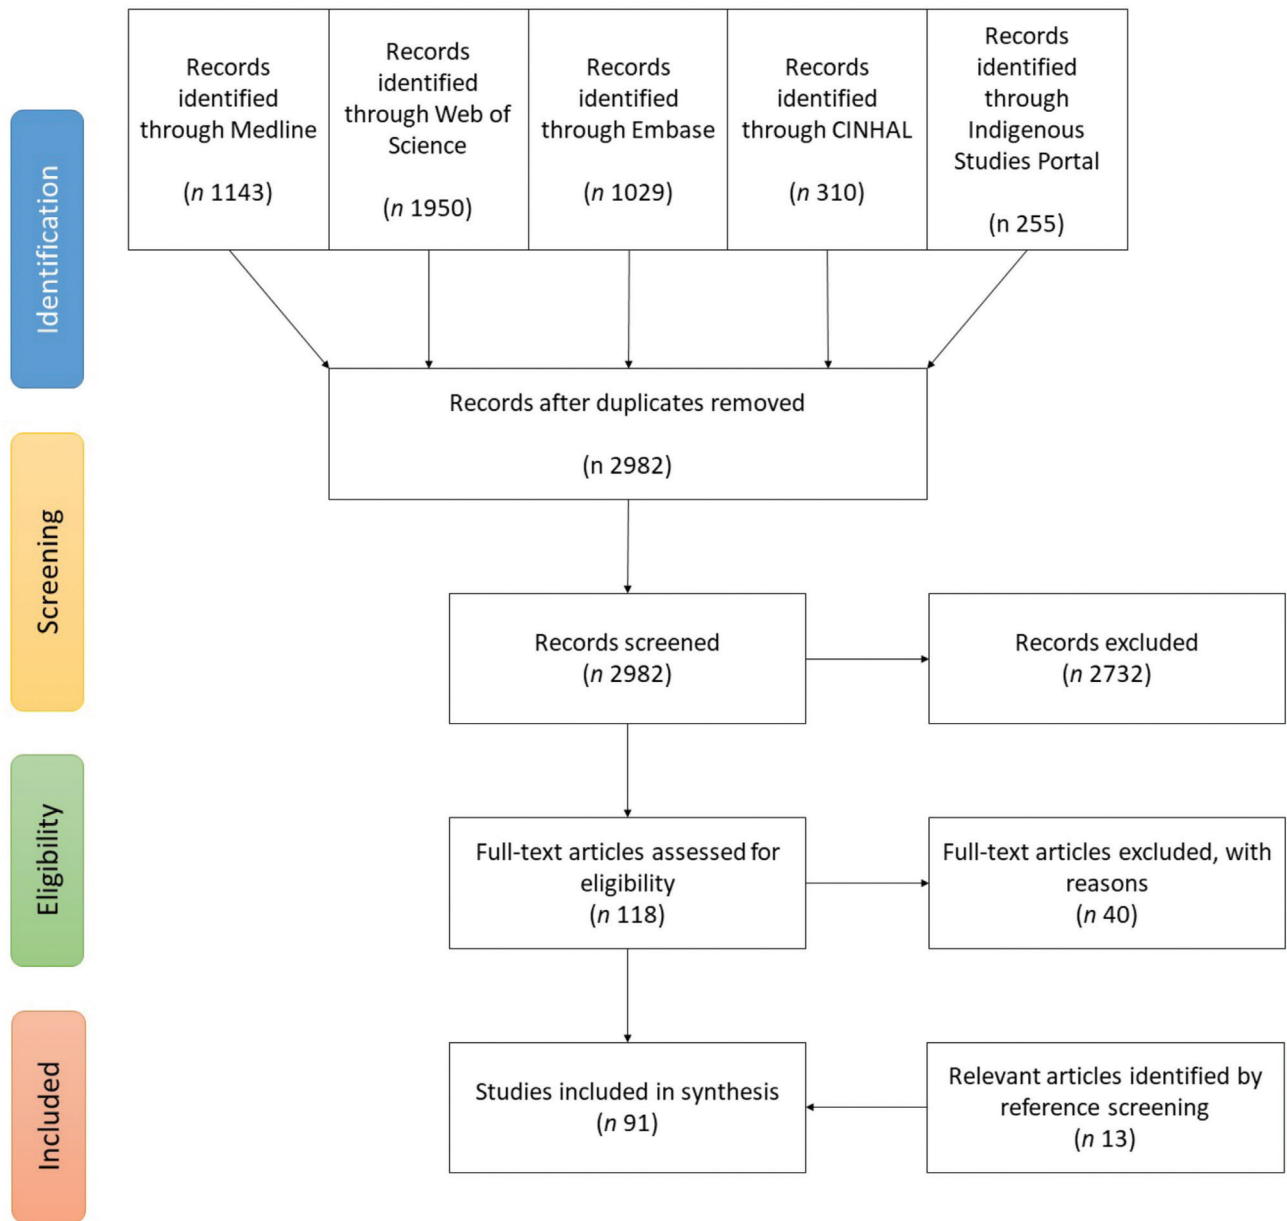 Identification
Records
identified
through Medline
(n 1143)
Records
identified
through Web of
Science
(n 1950)
Records
identified
through Embase
(n 1029)
Records
identified
through CINHAL
(n 310)
Records
identified
through
Indigenous
Studies Portal
(n 255)
Records after duplicates removed
(n 2982)
Screening
Records screened
(n 2982)
Records excluded
(n 2732)
Eligibility
Full-text articles assessed for
eligibility
(n 118)
Full-text articles excluded, with
reasons
(n 40)
Included
Studies included in synthesis
(n 91)
Relevant articles identified by
reference screening
(n 13)